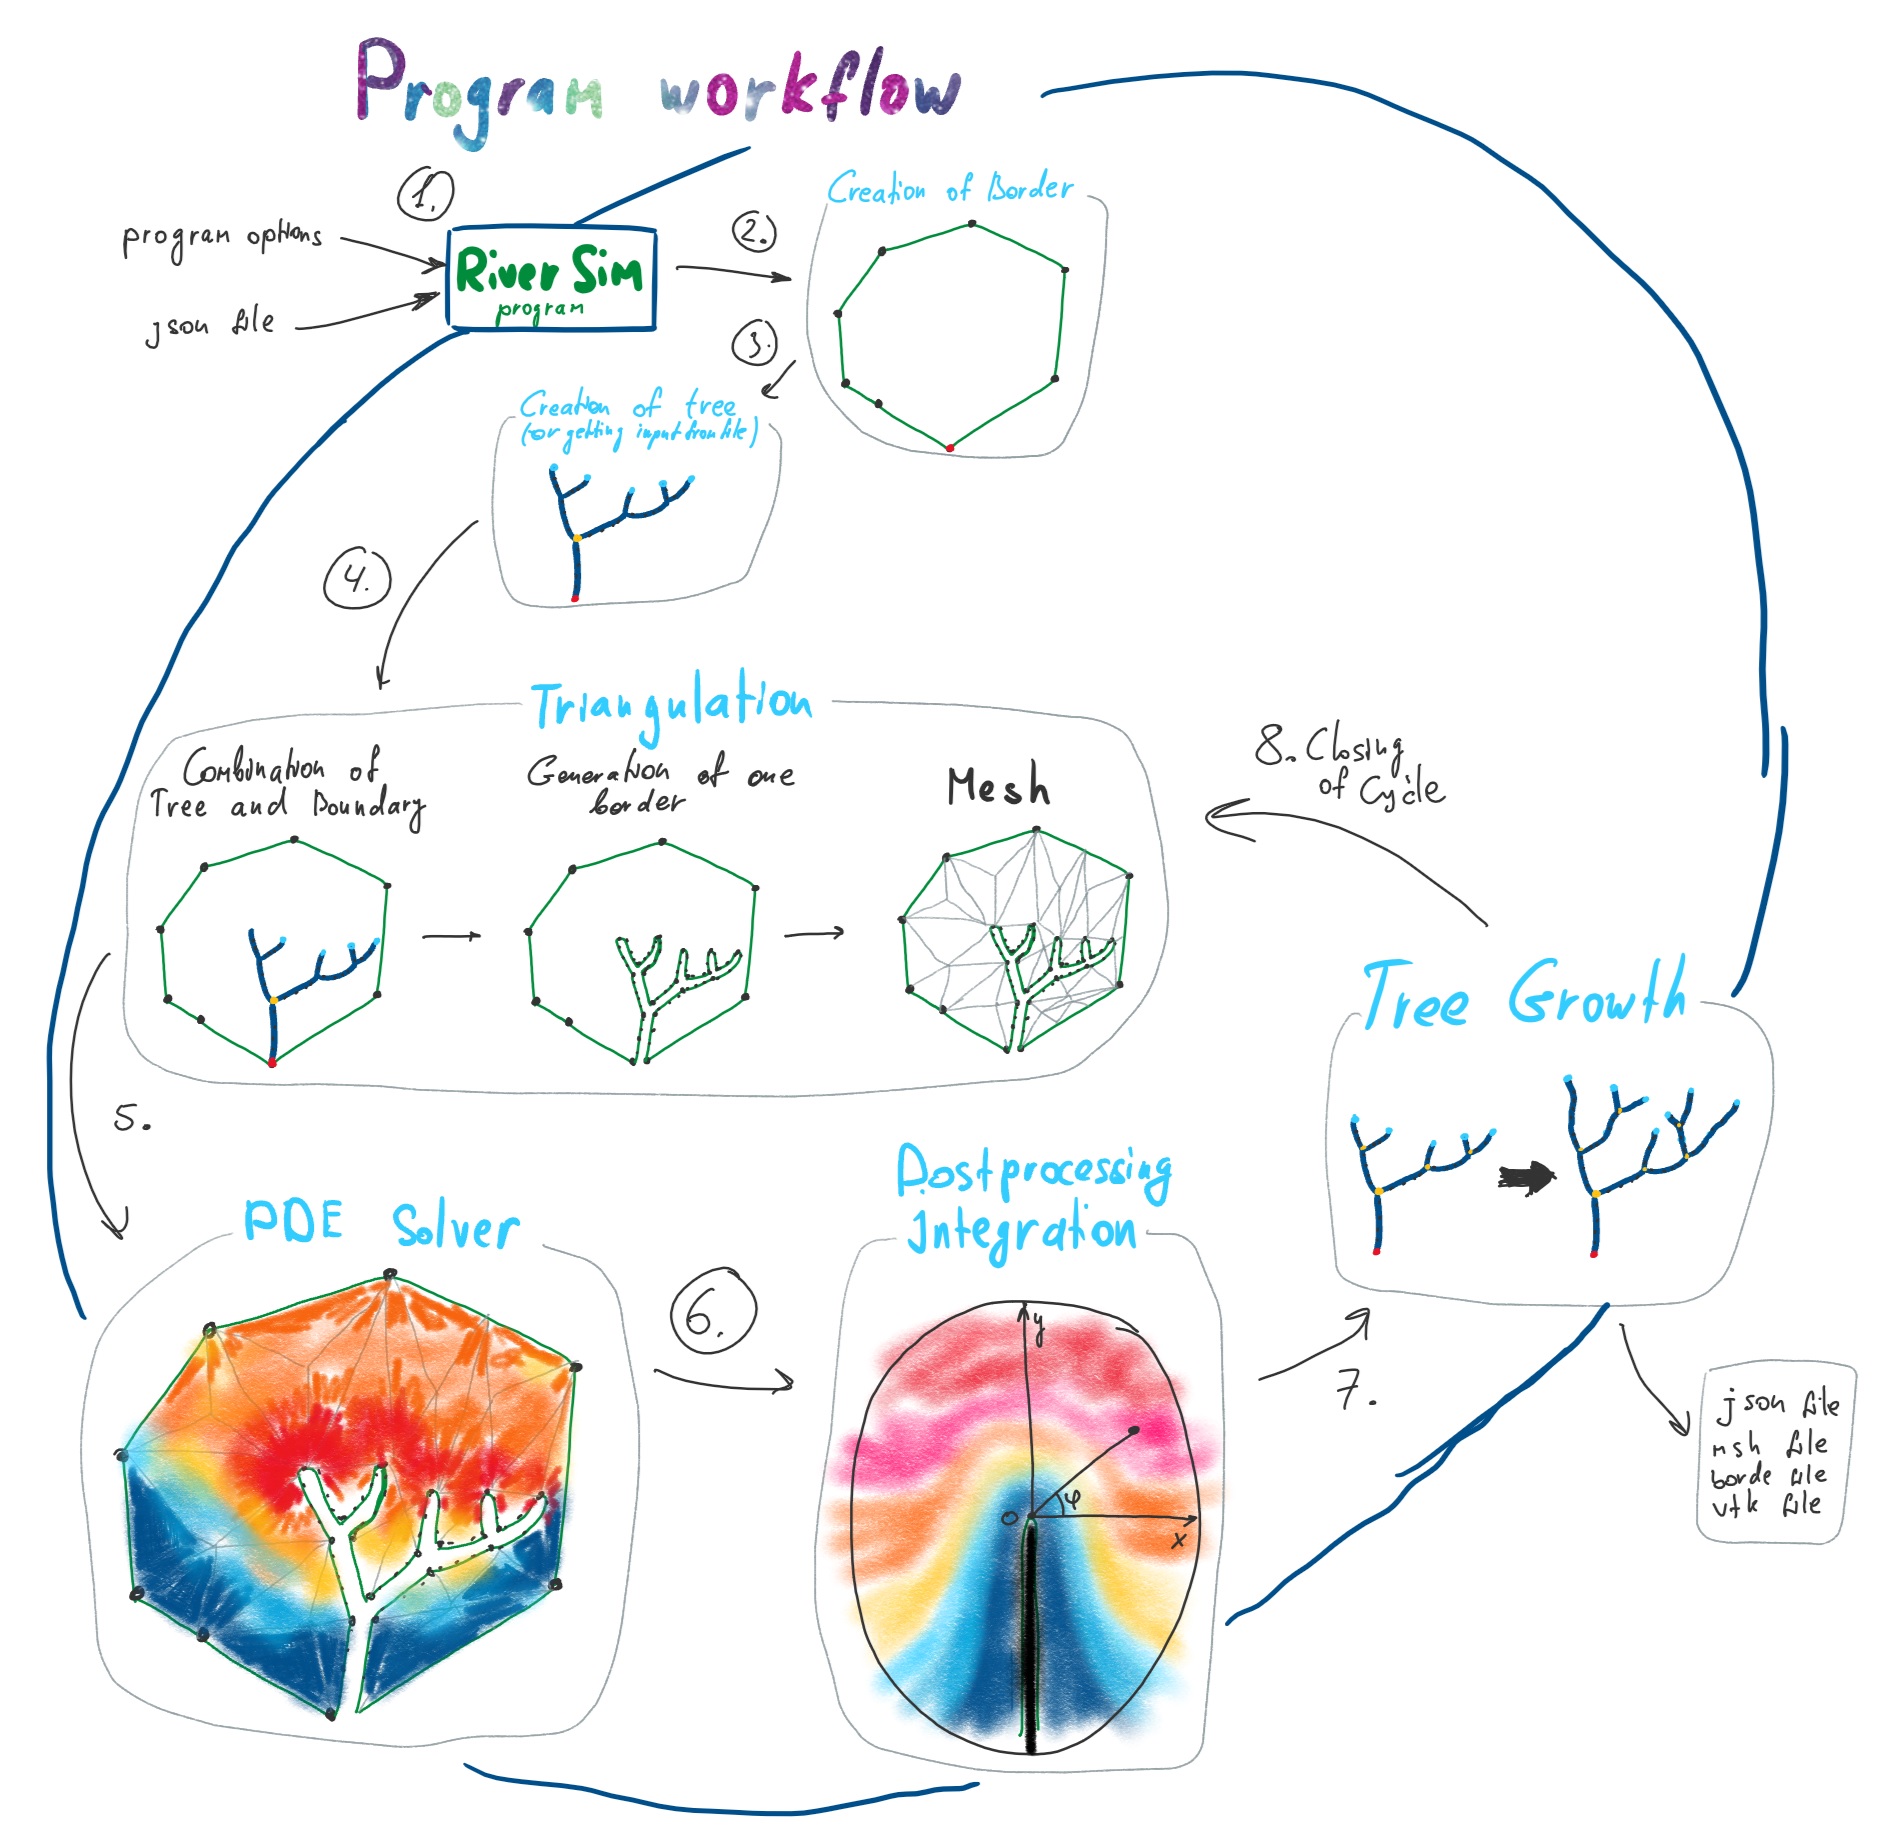 Program workflow
1.
program options
json file
River Sim
program
2.
Creation of Border
3.
Creation of tree
(or getting input from file)
4.
Triangulation
Combination of
Tree and Boundary
Generation of one
border
Mesh
8. Closing
of Cycle
5.
Tree Growth
PDE Solver
6.
Postprocessing
Integration
y
φ
O
x
7.
json file
msh file
borde file
vtk file